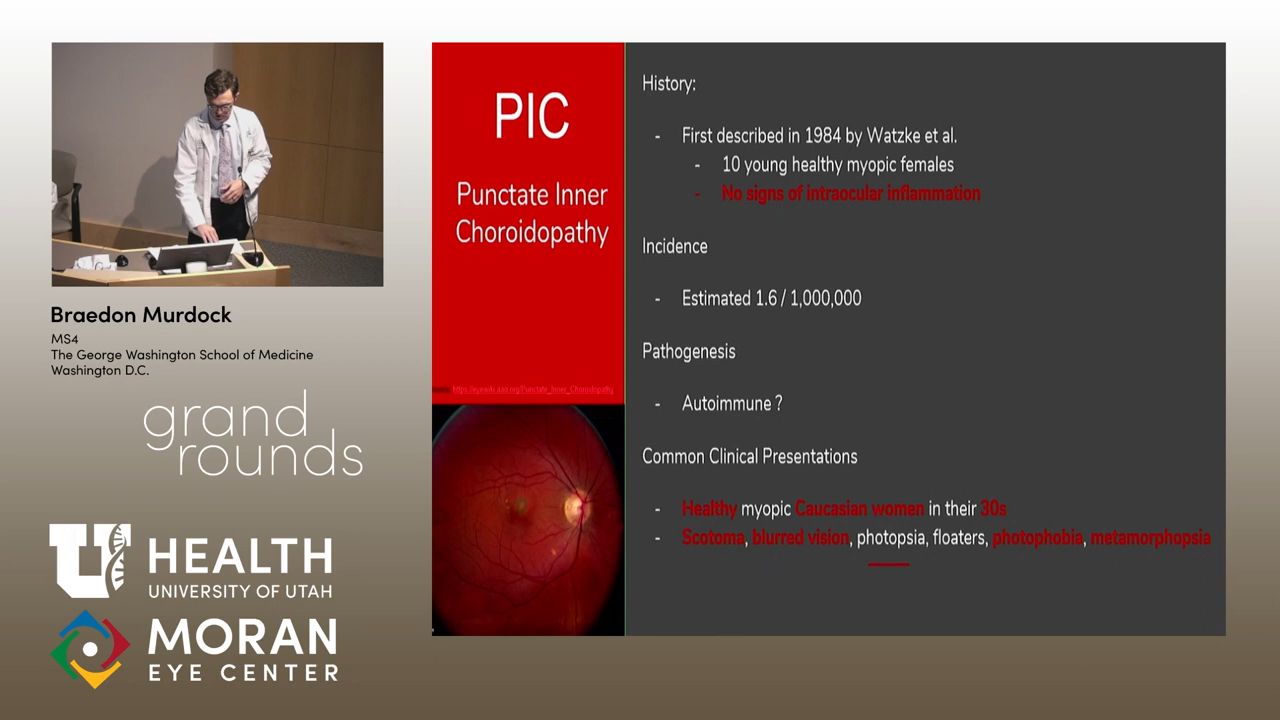 Braedon Murdock
MS4
The George Washington School of Medicine
Washington D.C.
grand
rounds
U
HEALTH
UNIVERSITY OF UTAH
MORAN
EYE CENTER
PIC
Punctate Inner
Choroidopathy
https://eyewiki.aao.org/Punctate_Inner_Choroidopathy
History:
- First described in 1984 by Watzke et al.
- 10 young healthy myopic females
- No signs of intraocular inflammation
Incidence
- Estimated 1.6 / 1,000,000
Pathogenesis
- Autoimmune ?
Common Clinical Presentations
- Healthy myopic Caucasian women in their 30s
- Scotoma, blurred vision, photopsia, floaters, photophobia, metamorphopsia